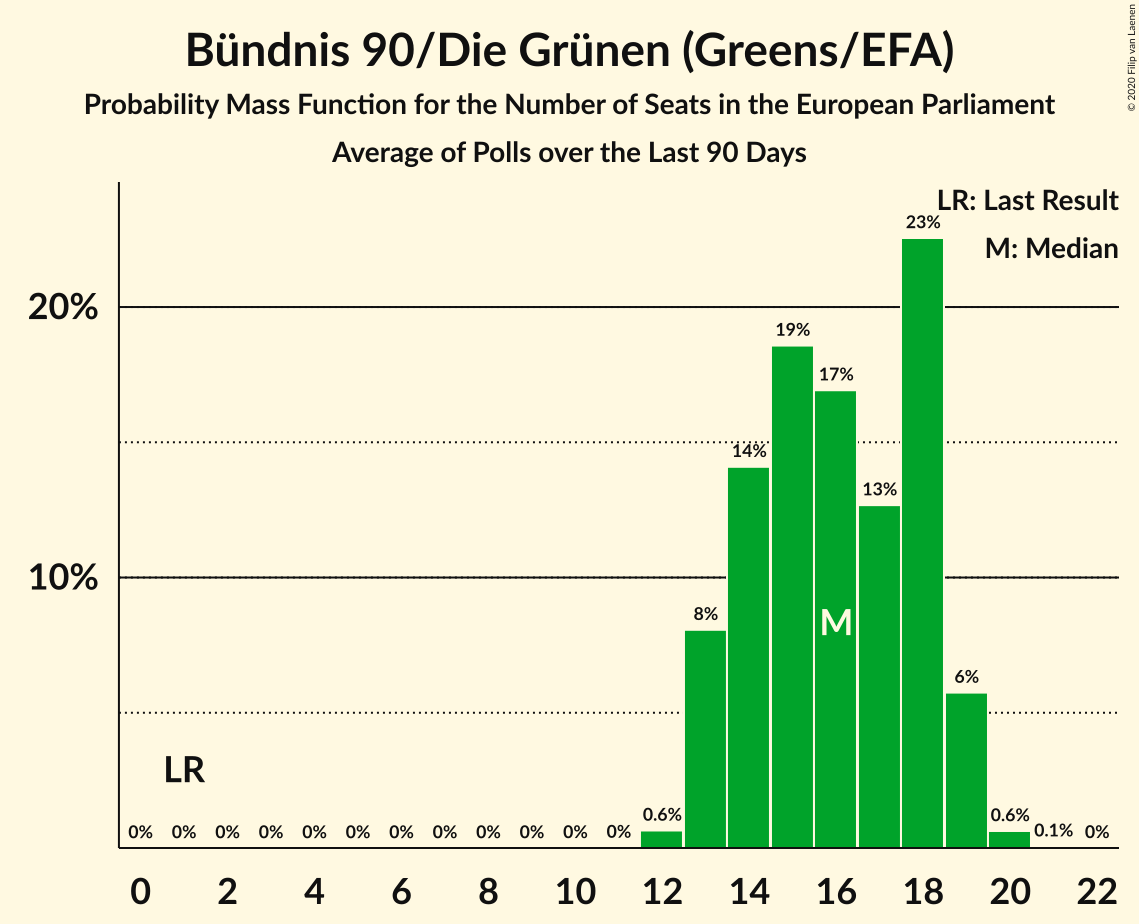 Bündnis 90/Die Grünen (Greens/EFA)
Probability Mass Function for the Number of Seats in the European Parliament
Average of Polls over the Last 90 Days
© 2020 Filip van Laenen
LR: Last Result
M: Median
23%
20%
19%
17%
14%
13%
10%
8%
M
6%
LR
0% 0% 0% 0% 0% 0% 0% 0% 0% 0% 0% 0% 0.6% 0.6% 0.1% 0%
0 2 4 6 8 10 12 14 16 18 20 22